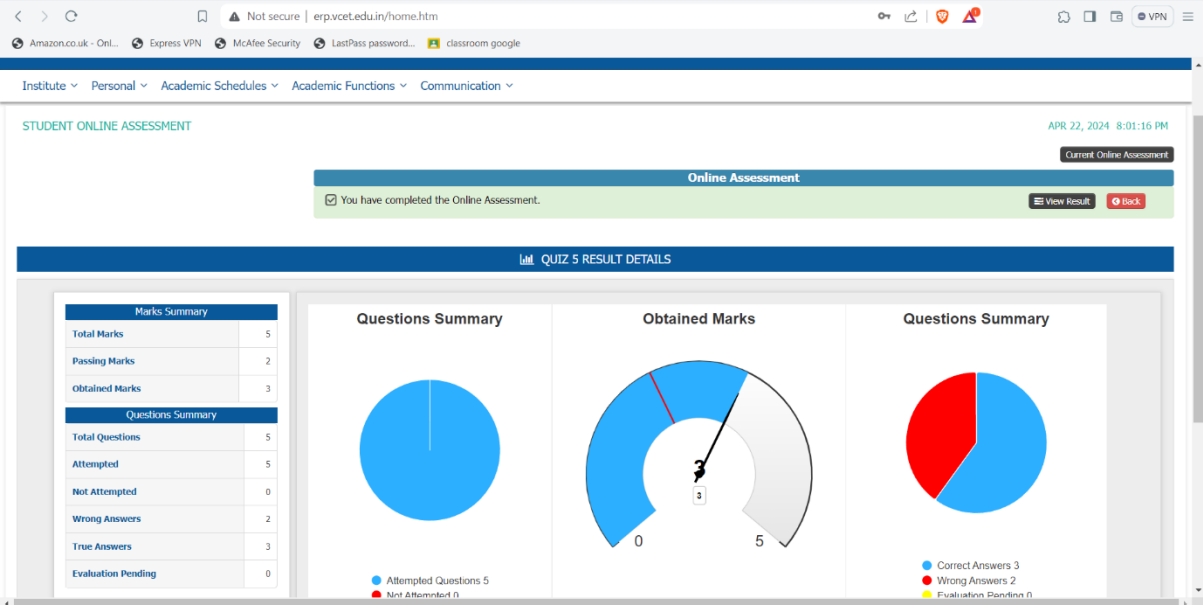 Not secure erp.vcet.edu.in/home.htm VPN
Amazon.co.uk - Onl... Express VPN McAfee Security LastPass password... classroom google
Institute Personal Academic Schedules Academic Functions Communication
STUDENT ONLINE ASSESSMENT
APR 22, 2024 8:01:16 PM
Current Online Assessment
Online Assessment
You have completed the Online Assessment.
View Result Back
QUIZ 5 RESULT DETAILS
Marks Summary
Total Marks 5
Passing Marks 2
Obtained Marks 3
Questions Summary
Total Questions 5
Attempted 5
Not Attempted 0
Wrong Answers 2
True Answers 3
Evaluation Pending 0
Questions Summary
Attempted Questions 5
Not Attempted 0
Obtained Marks
3
3
0 5
Questions Summary
Correct Answers 3
Wrong Answers 2
Evaluation Pending 0